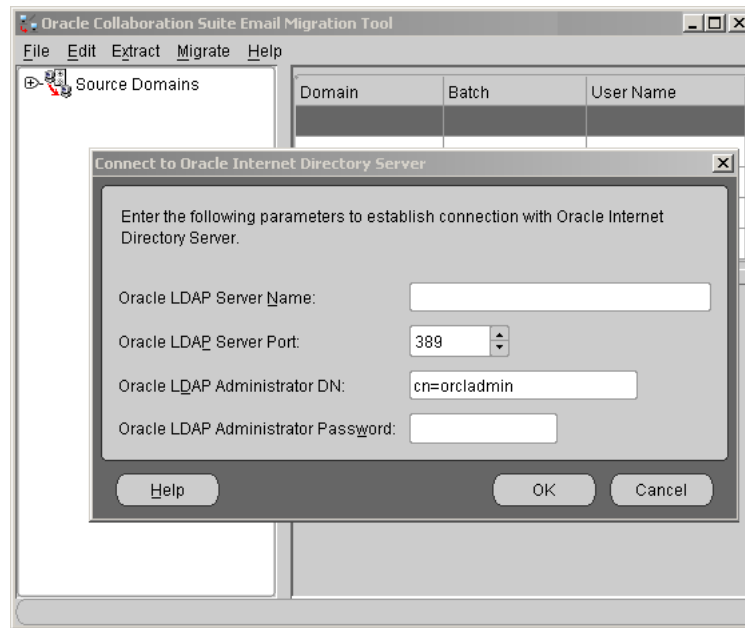 Oracle Collaboration Suite Email Migration Tool
File Edit Extract Migrate Help
Source Domains
Domain Batch User Name
Connect to Oracle Internet Directory Server
Enter the following parameters to establish connection with Oracle Internet
Directory Server.
Oracle LDAP Server Name:
Oracle LDAP Server Port: 389
Oracle LDAP Administrator DN: cn=orcladmin
Oracle LDAP Administrator Password:
Help OK Cancel